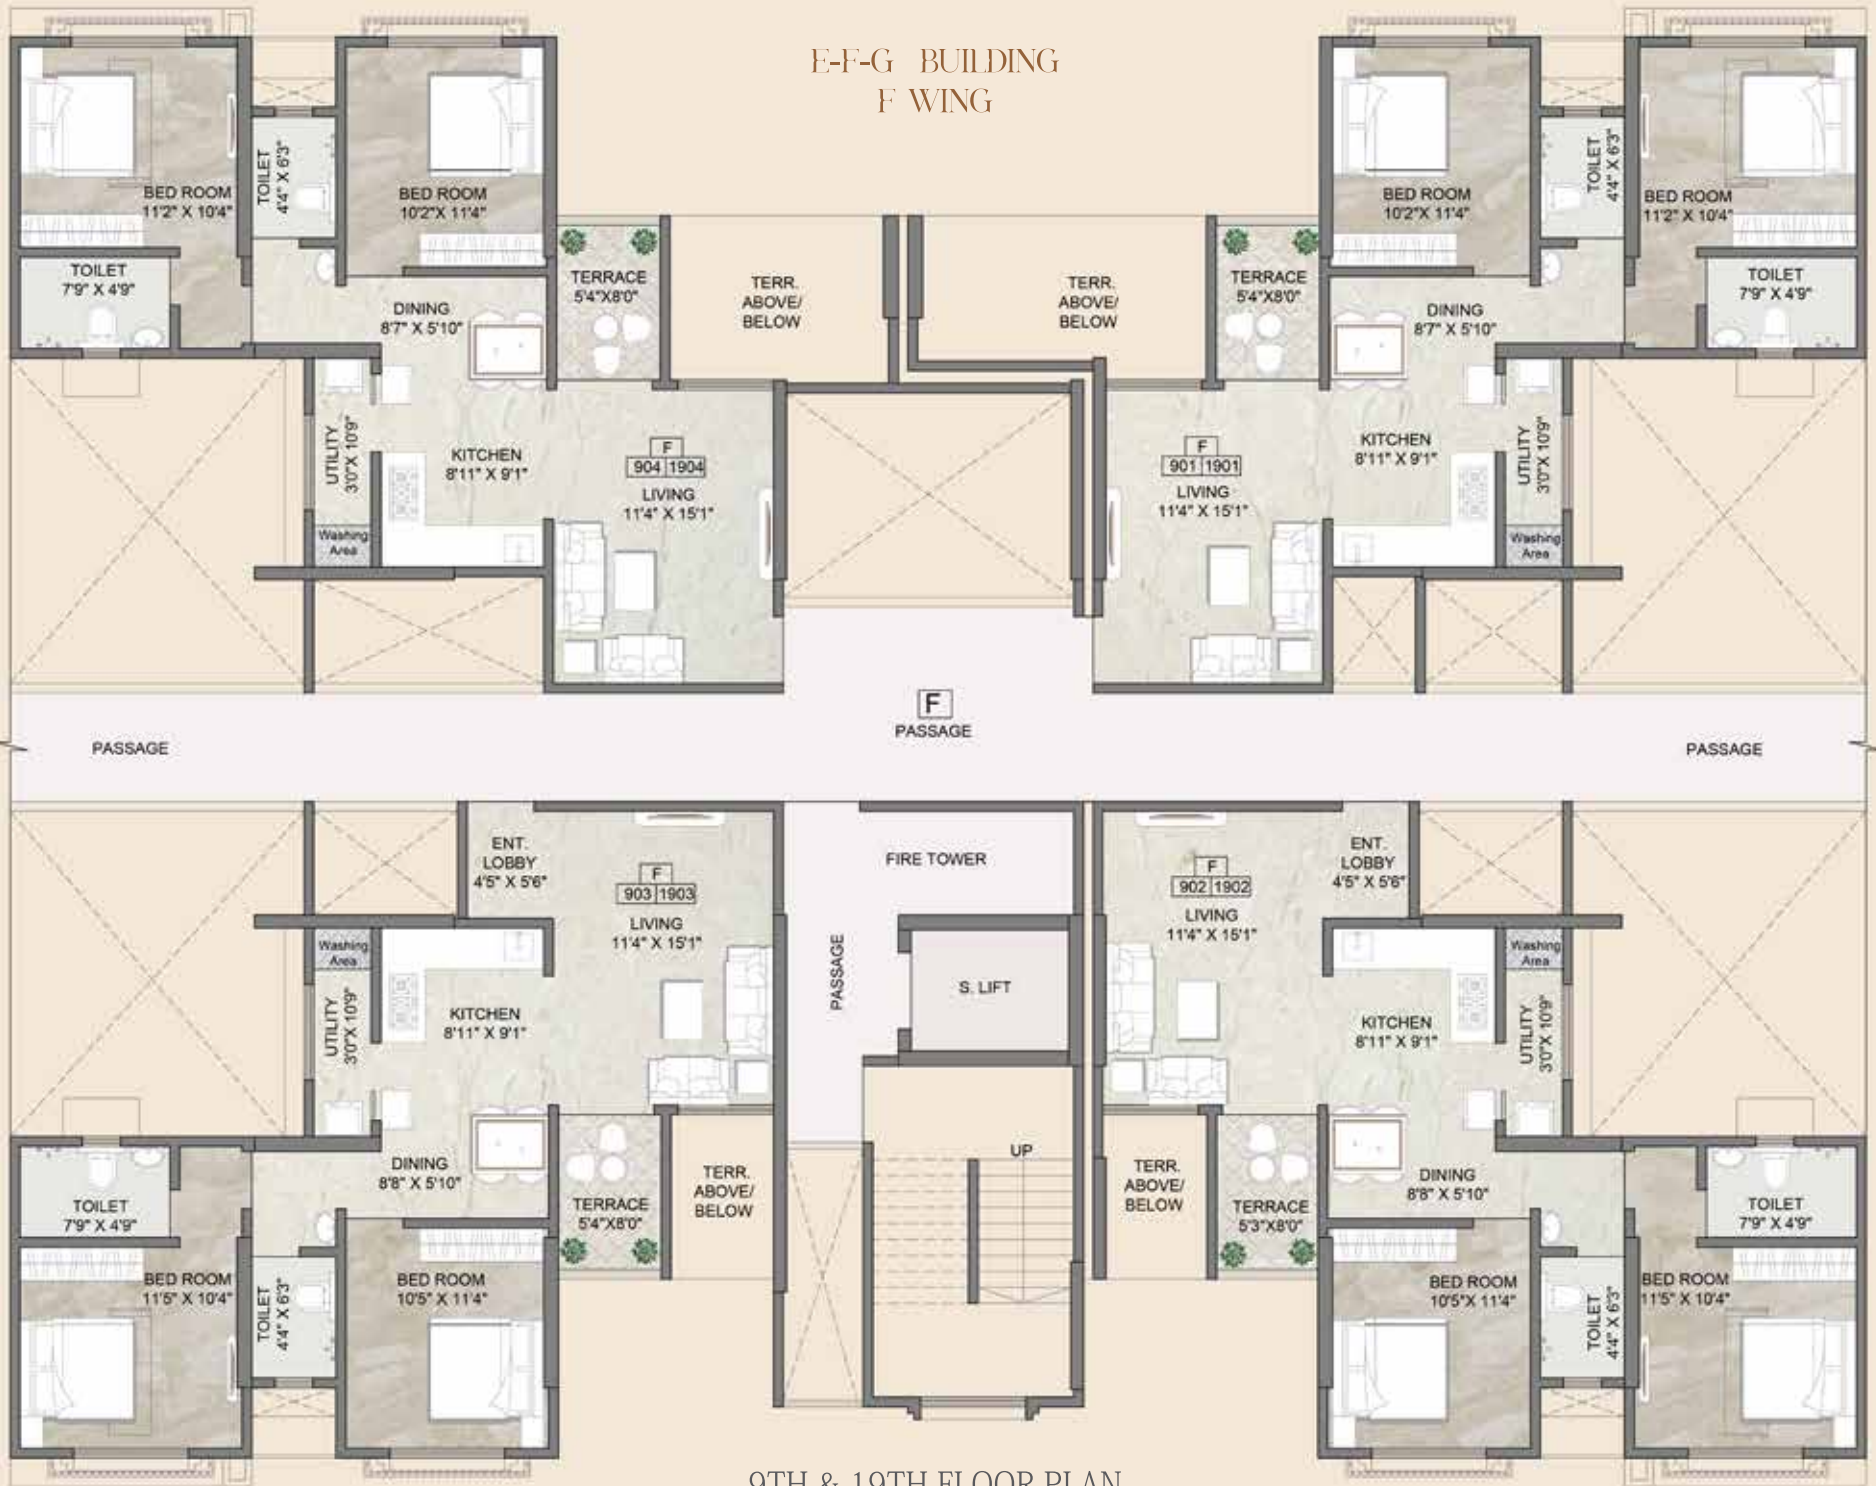 E-F-G BUILDING
F WING
BED ROOM
11'2" X 10'4"
TOILET
4'4" X 6'3"
BED ROOM
10'2"X 11'4"
BED ROOM
10'2"X 11'4"
TOILET
4'4" X 6'3"
BED ROOM
11'2" X 10'4"
TOILET
7'9" X 4'9"
DINING
8'7" X 5'10"
TERRACE
5'4"X8'0"
TERR.
ABOVE/
BELOW
TERR.
ABOVE/
BELOW
TERRACE
5'4"X8'0"
DINING
8'7" X 5'10"
TOILET
7'9" X 4'9"
UTILITY
3'0"X 10'9"
KITCHEN
8'11" X 9'1"
F
904 1904
LIVING
11'4" X 15'1"
F
901 1901
LIVING
11'4" X 15'1"
KITCHEN
8'11" X 9'1"
UTILITY
3'0"X 10'9"
Washing
Area
Washing
Area
PASSAGE
F
PASSAGE
PASSAGE
ENT.
LOBBY
4'5" X 5'6"
F
903 1903
LIVING
11'4" X 15'1"
FIRE TOWER
F
902 1902
LIVING
11'4" X 15'1"
ENT.
LOBBY
4'5" X 5'6"
Washing
Area
UTILITY
3'0"X 10'9"
KITCHEN
8'11" X 9'1"
PASSAGE
S. LIFT
KITCHEN
8'11" X 9'1"
Washing
Area
UTILITY
3'0"X 10'9"
TOILET
7'9" X 4'9"
DINING
8'8" X 5'10"
TERRACE
5'4"X8'0"
TERR.
ABOVE/
BELOW
UP
TERR.
ABOVE/
BELOW
TERRACE
5'3"X8'0"
DINING
8'8" X 5'10"
TOILET
7'9" X 4'9"
BED ROOM
11'5" X 10'4"
TOILET
4'4" X 6'3"
BED ROOM
10'5" X 11'4"
BED ROOM
10'5"X 11'4"
TOILET
4'4" X 6'3"
BED ROOM
11'5" X 10'4"
9TH & 19TH FLOOR PLAN